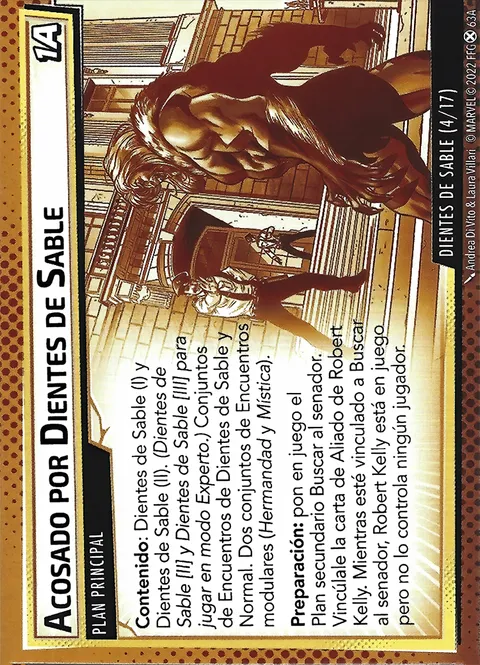 ACOSADO POR DIENTES DE SABLE
1A
PLAN PRINCIPAL
Contenido: Dientes de Sable (I) y
Dientes de Sable (II). (Dientes de
Sable [II] y Dientes de Sable [III] para
jugar en modo Experto.) Conjuntos
de Encuentros de Dientes de Sable y
Normal. Dos conjuntos de Encuentros
modulares (Hermandad y Mística).
Preparación: pon en juego el
Plan secundario Buscar al senador.
Vincúlale la carta de Aliado de Robert
Kelly. Mientras esté vinculado a Buscar
al senador, Robert Kelly está en juego
pero no lo controla ningún jugador.
DIENTES DE SABLE (4/17)
Andrea Di Vito & Laura Villari © MARVEL © 2022 FFG 63A